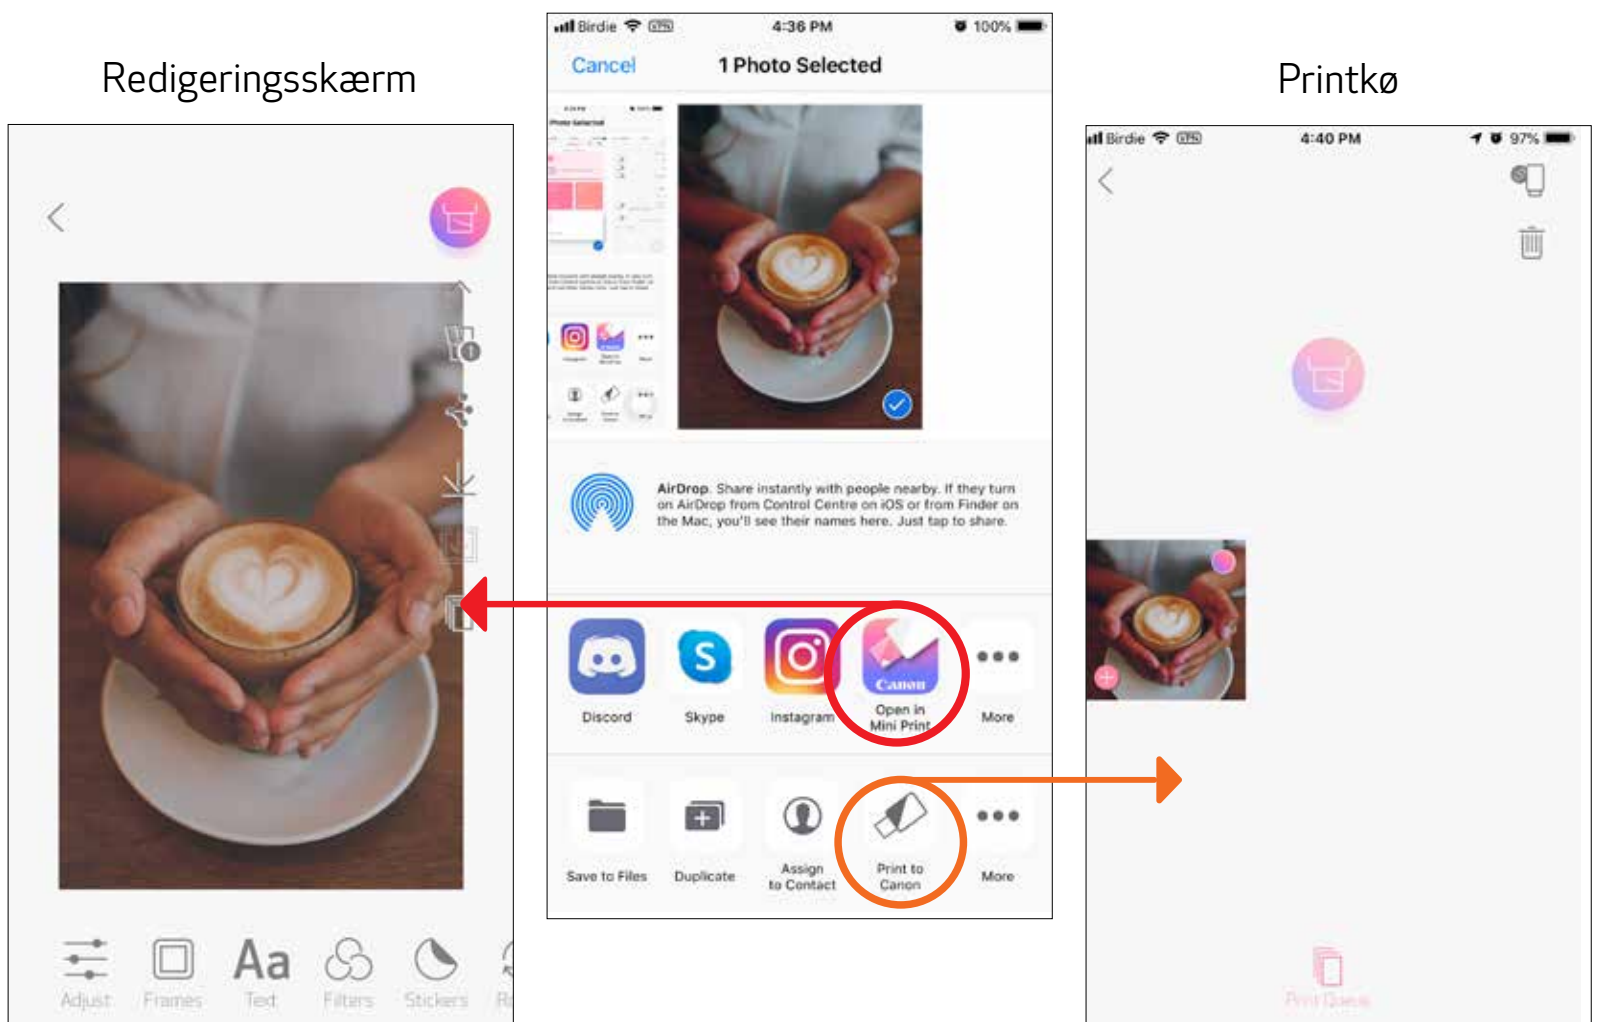 Redigeringsskærm
Adjust
Frames
Aa
Text
Filters
Stickers
Birdie
VPN
4:36 PM
100%
Cancel
1 Photo Selected
AirDrop. Share instantly with people nearby. If they turn
on AirDrop from Control Centre on iOS or from Finder on
the Mac, you'll see their names here. Just tap to share.
Discord
S
Skype
Instagram
Canon
Open in
Mini Print
More
Save to Files
Duplicate
Assign
to Contact
Print to
Canon
More
Printkø
Birdie
VPN
4:40 PM
97%
Print Queue